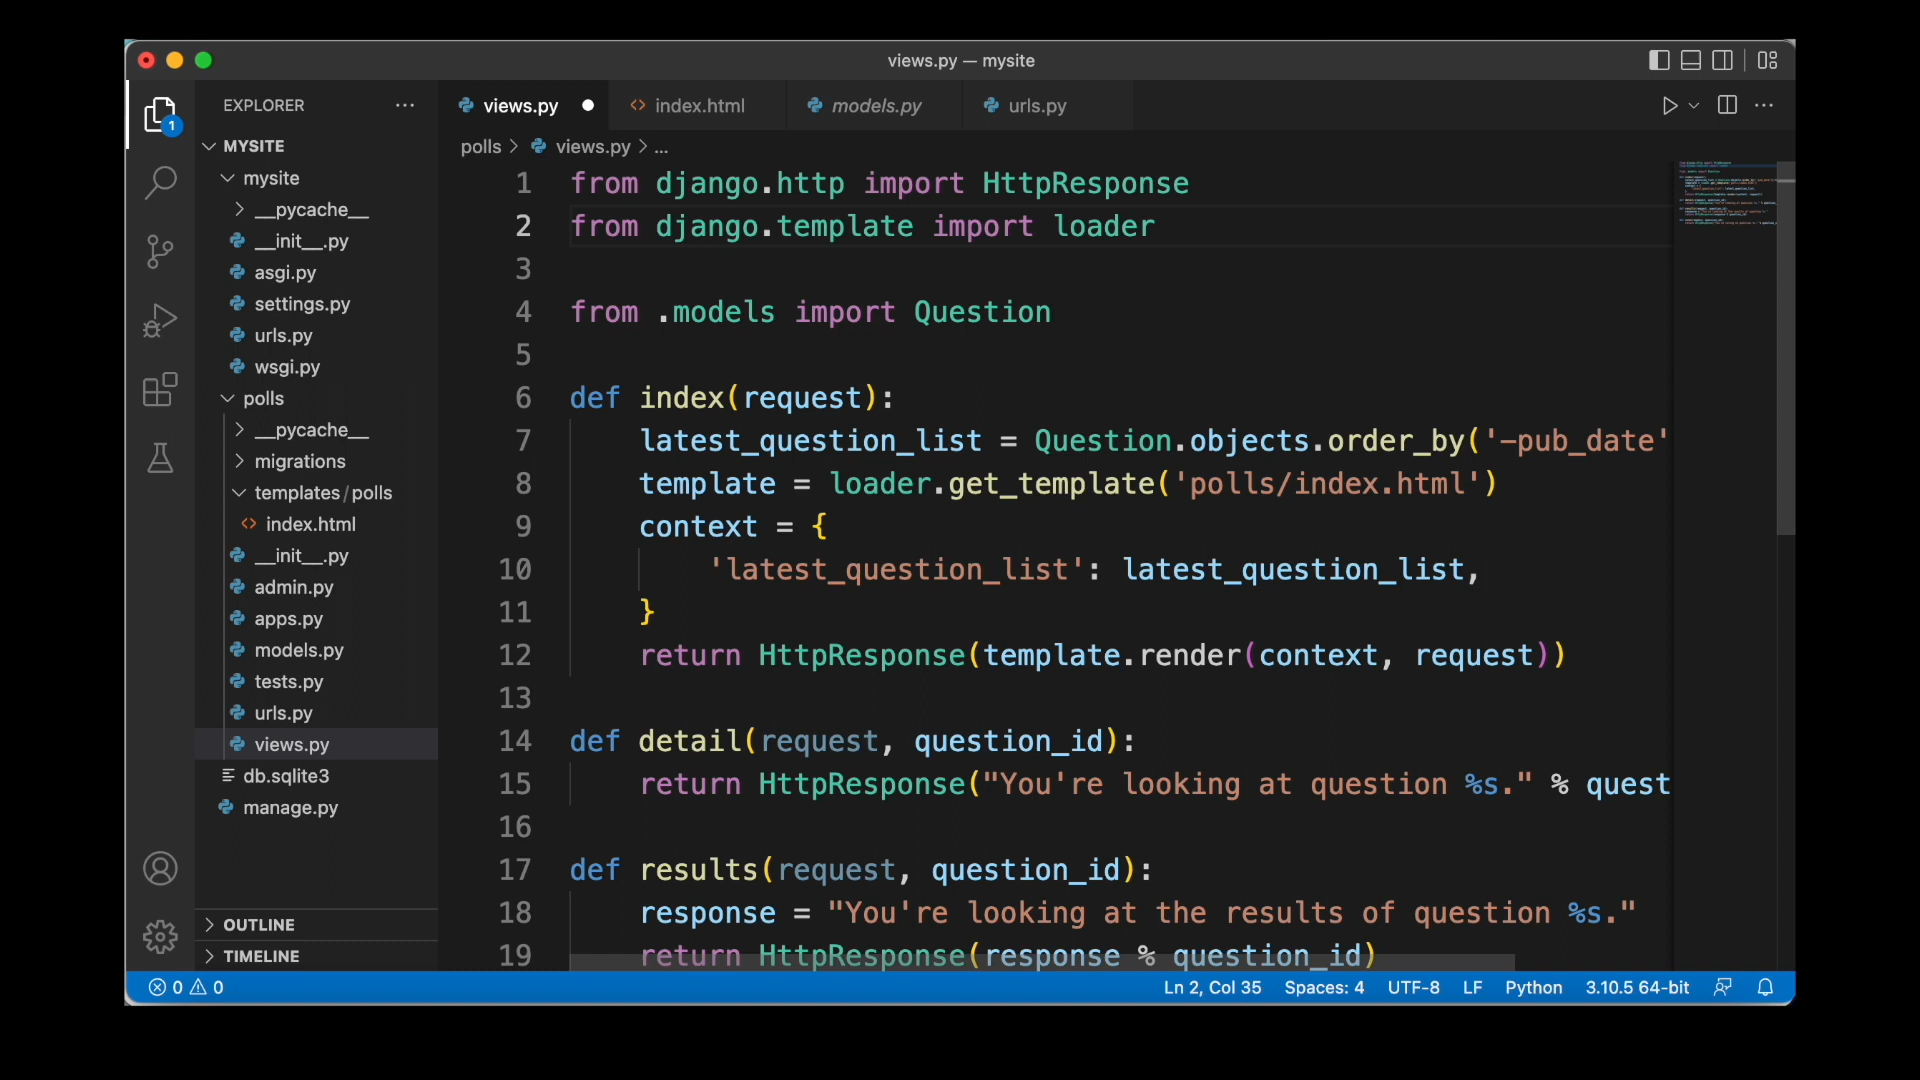 views.py — mysite
EXPLORER
MYSITE
mysite
__pycache__
__init__.py
asgi.py
settings.py
urls.py
wsgi.py
polls
__pycache__
migrations
templates/polls
index.html
__init__.py
admin.py
apps.py
models.py
tests.py
urls.py
views.py
db.sqlite3
manage.py
OUTLINE
TIMELINE
1
views.py
index.html
models.py
urls.py
polls > views.py > ...
1 from django.http import HttpResponse
2 from django.template import loader
3
4 from .models import Question
5
6 def index(request):
7 latest_question_list = Question.objects.order_by('-pub_date'
8 template = loader.get_template('polls/index.html')
9 context = {
10 'latest_question_list': latest_question_list,
11 }
12 return HttpResponse(template.render(context, request))
13
14 def detail(request, question_id):
15 return HttpResponse("You're looking at question %s." % quest
16
17 def results(request, question_id):
18 response = "You're looking at the results of question %s."
19 return HttpResponse(response % question_id)
0 0
Ln 2, Col 35 Spaces: 4 UTF-8 LF Python 3.10.5 64-bit